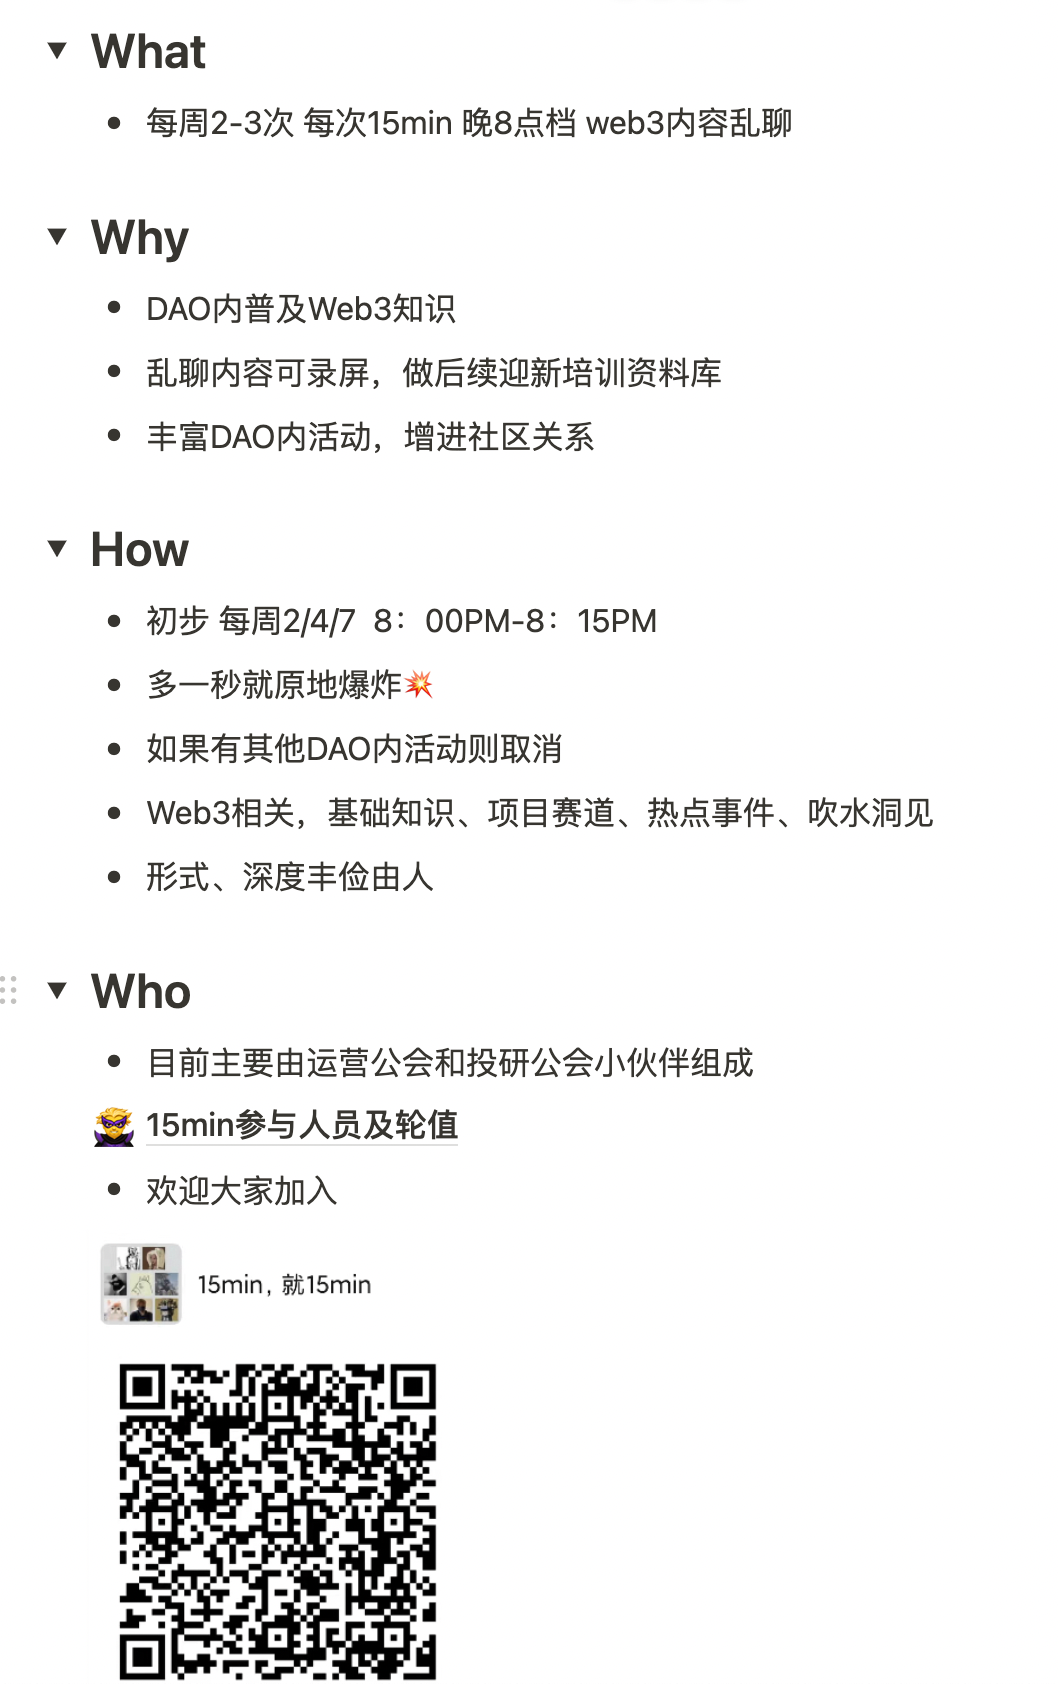 What
每周2-3次 每次15min 晚8点档 web3内容乱聊
Why
DAO内普及Web3知识
乱聊内容可录屏，做后续迎新培训资料库
丰富DAO内活动，增进社区关系
How
初步 每周2/4/7 8：00PM-8：15PM
多一秒就原地爆炸💥
如果有其他DAO内活动则取消
Web3相关，基础知识、项目赛道、热点事件、吹水洞见
形式、深度丰俭由人
Who
目前主要由运营公会和投研公会小伙伴组成
15min参与人员及轮值
欢迎大家加入
15min，就15min